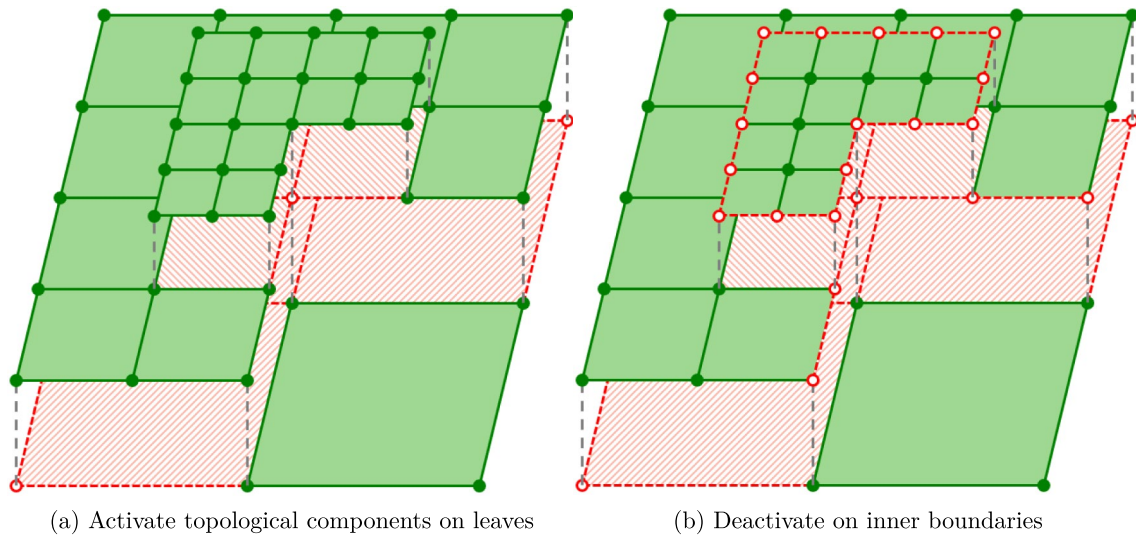 (a) Activate topological components on leaves
(b) Deactivate on inner boundaries